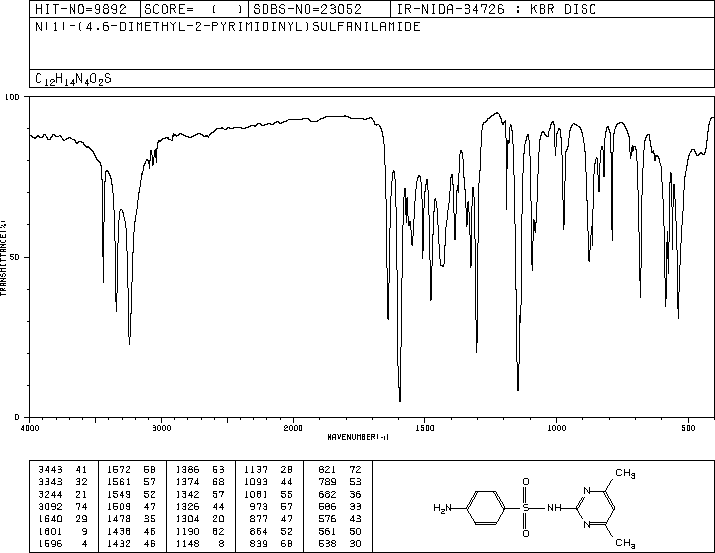 HIT-NO=9892 SCORE= ( ) SDBS-NO=23052 IR-NIDA-34726 : KBR DISC
N(1)-(4,6-DIMETHYL-2-PYRIMIDINYL)SULFANILAMIDE
C12H14N4O2S
100
50
0
TRANSMITTANCE(%)
4000 3000 2000 1500 1000 500
WAVENUMBER(-1)
3443 41 1572 58 1386 53 1137 28 821 72
3343 32 1561 57 1374 68 1093 44 789 53
3244 21 1549 52 1342 57 1081 55 682 36
3092 74 1509 47 1326 44 973 57 586 33
1640 29 1478 35 1304 20 877 47 576 43
1601 9 1438 46 1190 62 864 52 561 50
1596 4 1432 46 1148 8 839 68 538 30
CH3
O
N
H2N
S
NH
N
O
CH3